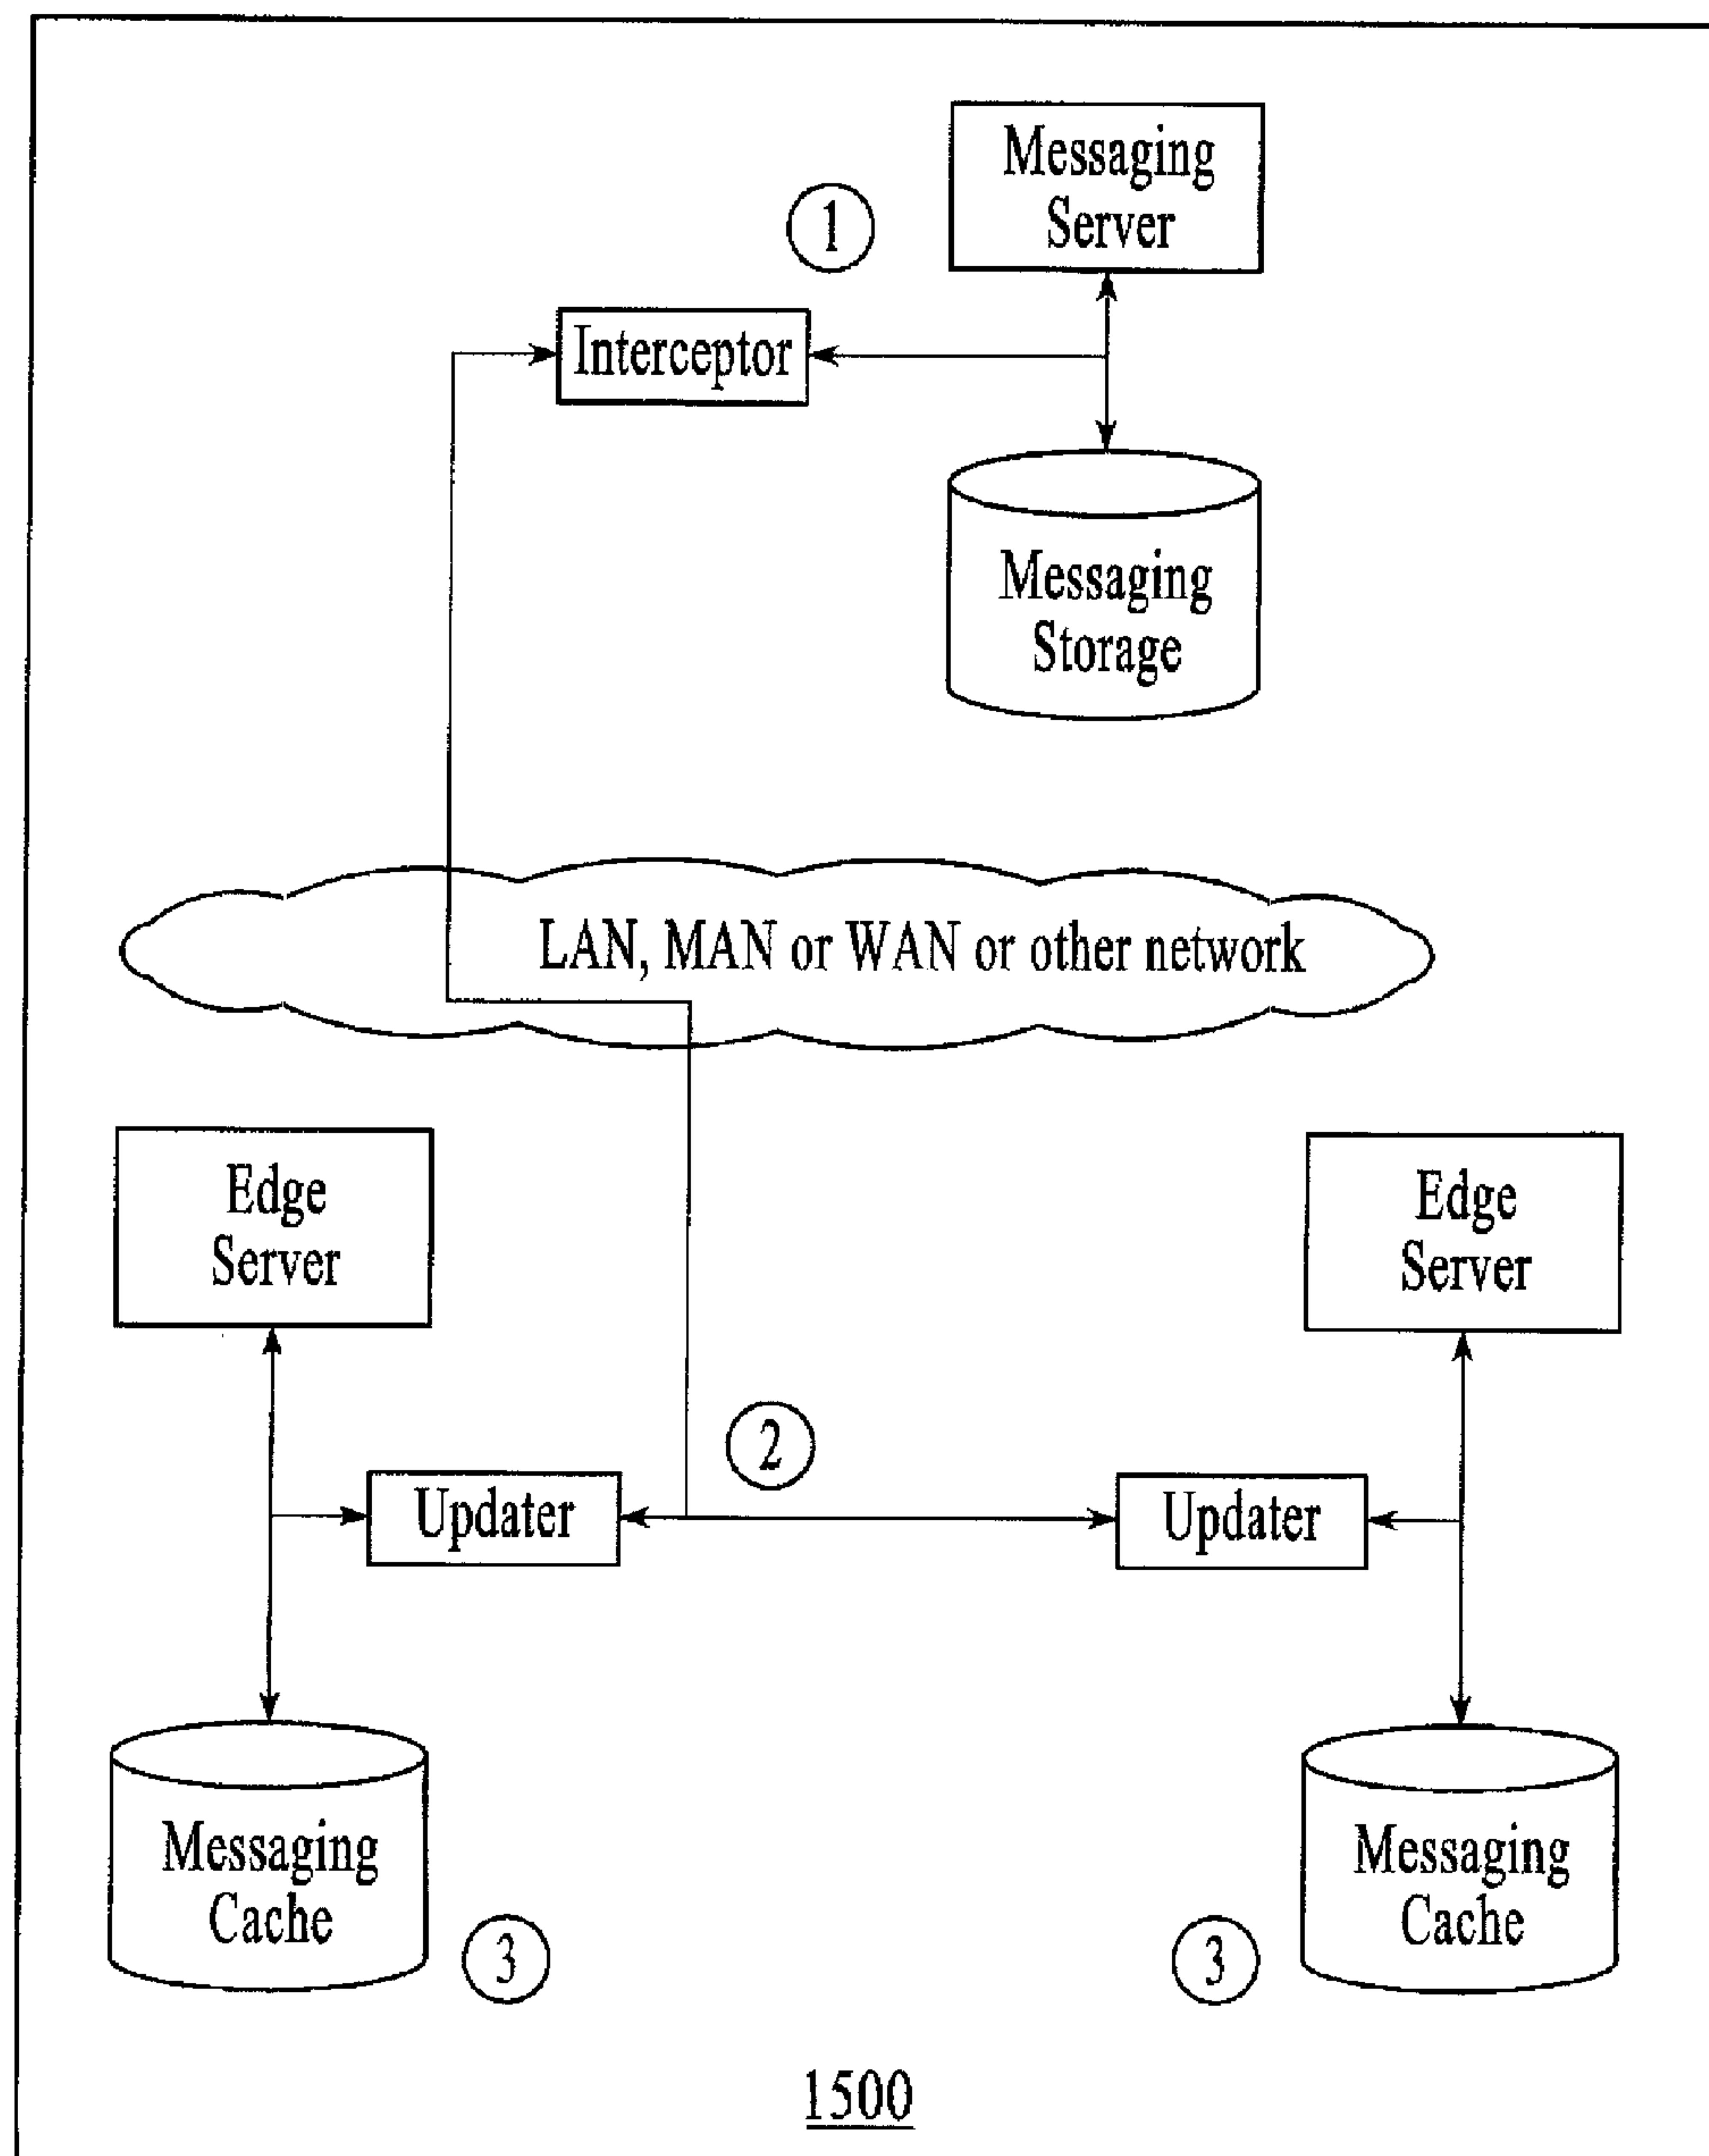 Messaging
Server
1
Interceptor
Messaging
Storage
LAN, MAN or WAN or other network
Edge
Server
Edge
Server
2
Updater
Updater
Messaging
Cache
Messaging
Cache
3
3
1500